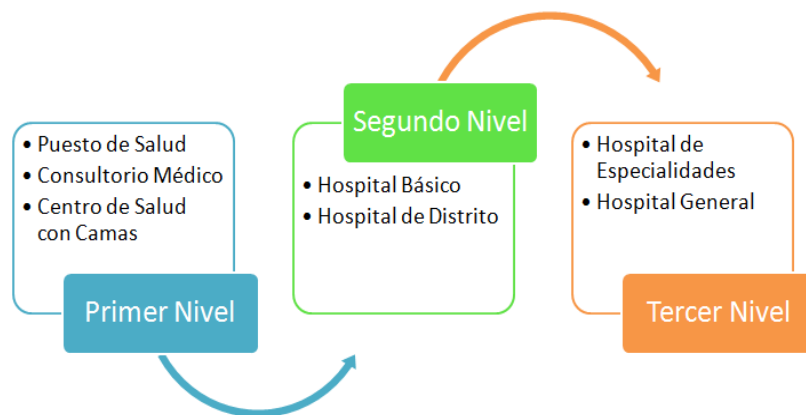 • Puesto de Salud
• Consultorio Médico
• Centro de Salud
con Camas
Primer Nivel
Segundo Nivel
• Hospital Básico
• Hospital de Distrito
• Hospital de
Especialidades
• Hospital General
Tercer Nivel